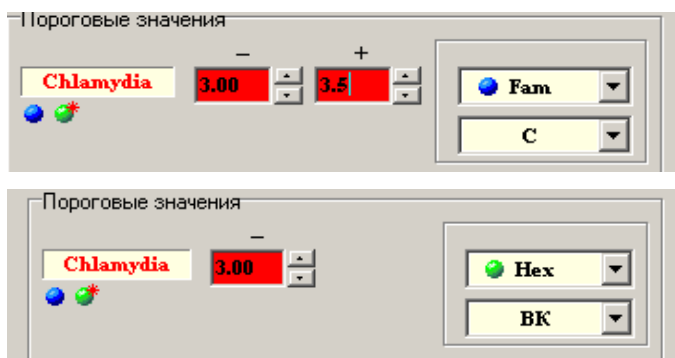 Пороговые значения
– +
Chlamydia 3.00 3.5 Fam
С
Пороговые значения
–
Chlamydia 3.00 Hex
ВК